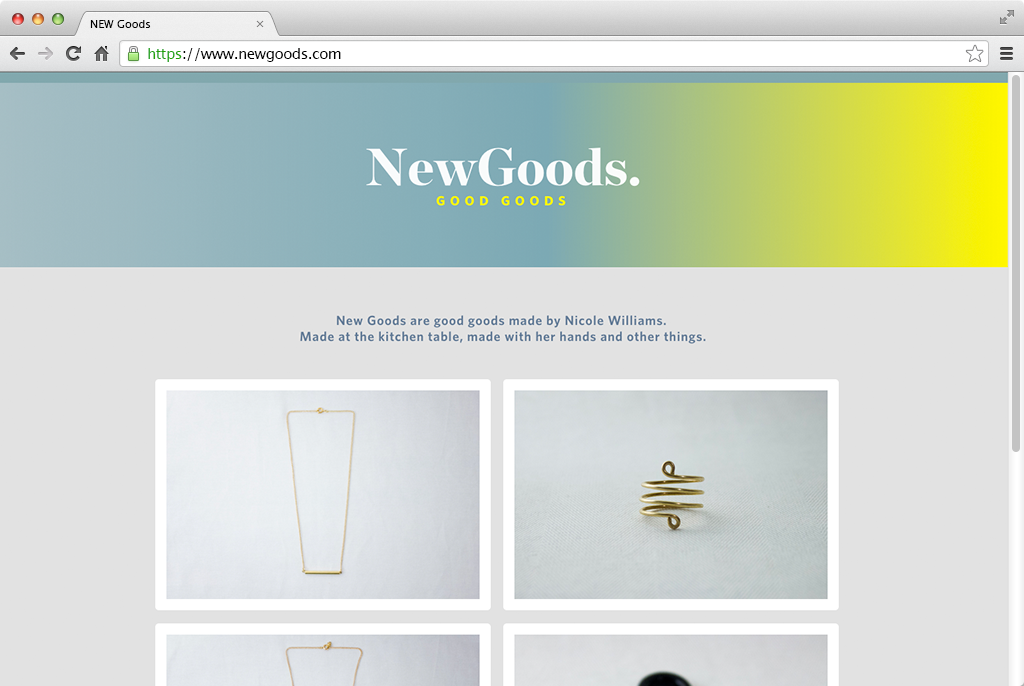 NEW Goods
https://www.newgoods.com
NewGoods.
GOOD GOODS
New Goods are good goods made by Nicole Williams.
Made at the kitchen table, made with her hands and other things.